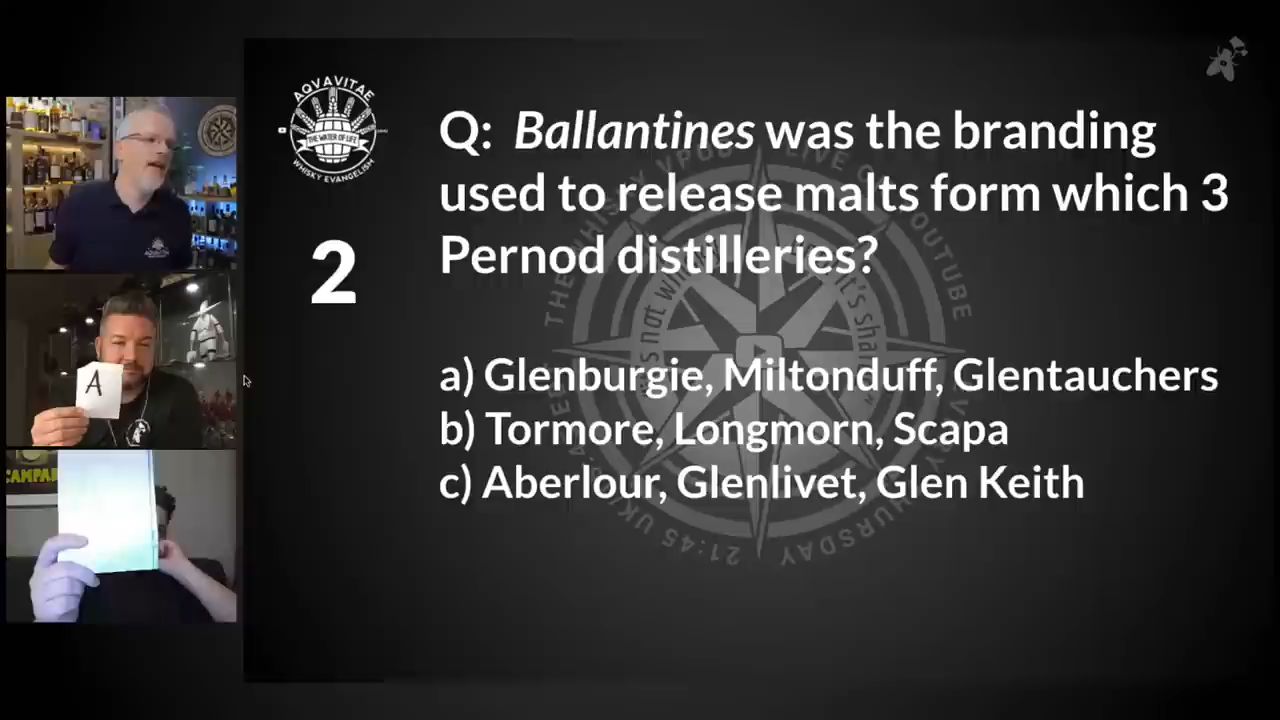 AQVAVITAE
THE WATER OF LIFE
WHISKY EVANGELISM
2
Q: Ballantines was the branding
used to release malts form which 3
Pernod distilleries?
a) Glenburgie, Miltonduff, Glentauchers
b) Tormore, Longmorn, Scapa
c) Aberlour, Glenlivet, Glen Keith
A